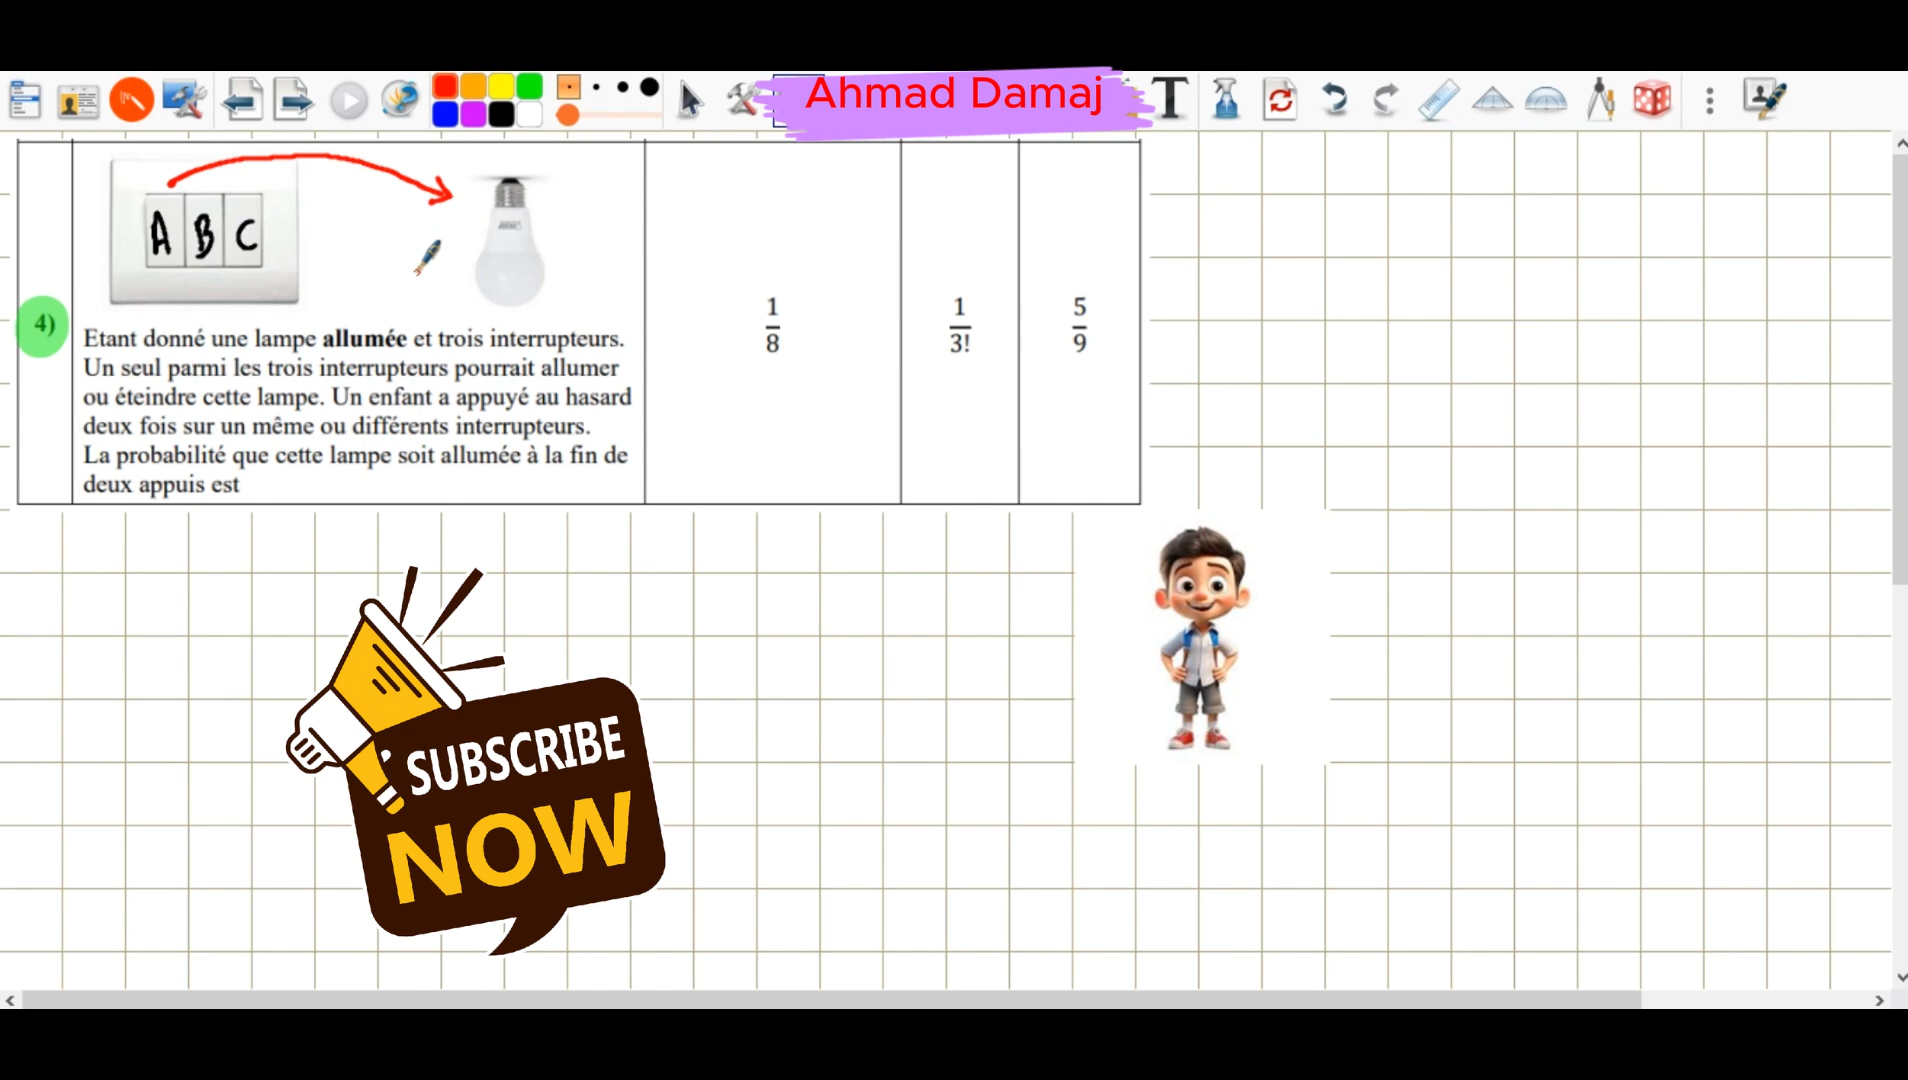 Ahmad Damaj
T
A B C
4)
Etant donné une lampe allumée et trois interrupteurs.
Un seul parmi les trois interrupteurs pourrait allumer
ou éteindre cette lampe. Un enfant a appuyé au hasard
deux fois sur un même ou différents interrupteurs.
La probabilité que cette lampe soit allumée à la fin de
deux appuis est
1
8
1
3!
5
9
SUBSCRIBE
NOW